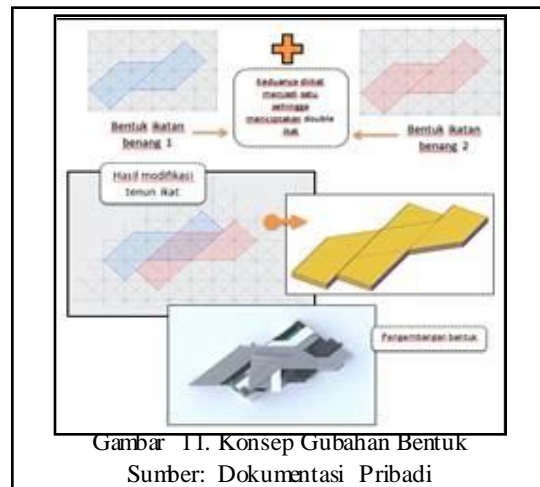 Keduanya diikat
menjadi satu
sehingga
menciptakan double
ikat
Bentuk ikatan
benang 1
Bentuk ikatan
benang 2
Hasil modifikasi
tenun ikat
Pengembangan bentuk
Gambar 11. Konsep Gubahan Bentuk
Sumber: Dokumentasi Pribadi